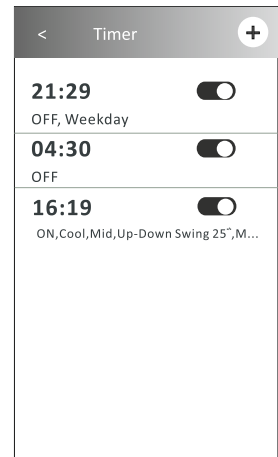 < Timer +
21:29
OFF, Weekday
04:30
OFF
16:19
ON,Cool,Mid,Up-Down Swing 25˚,M...